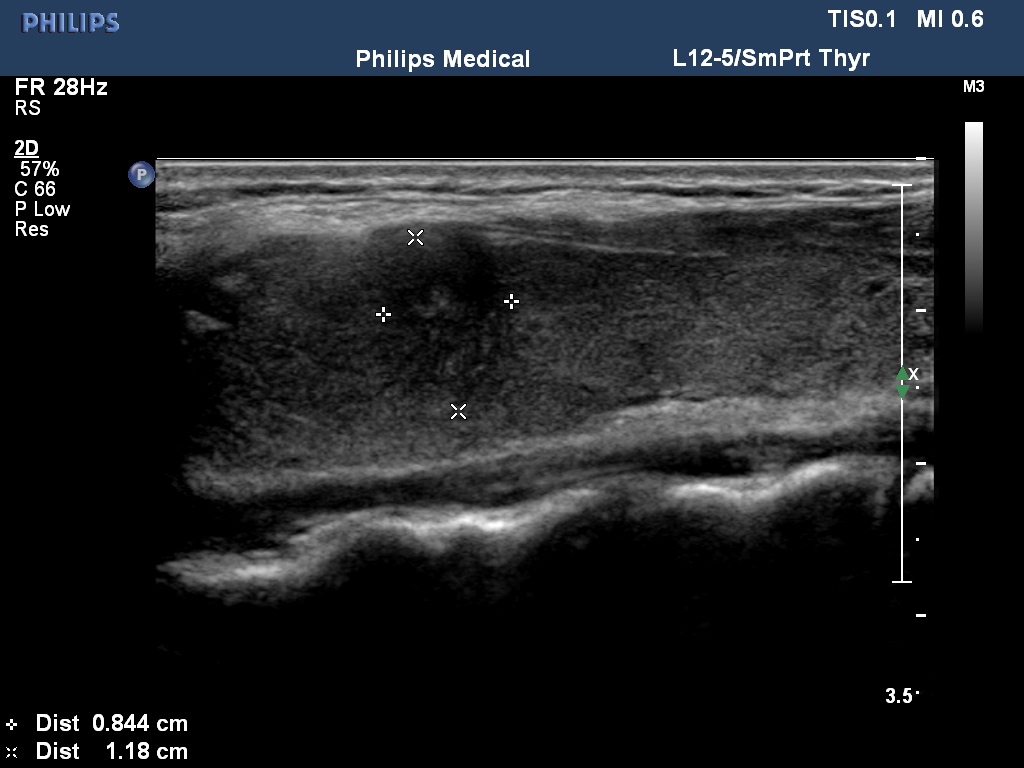 PHILIPS
TIS0.1 MI 0.6
Philips Medical
L12-5/SmPrt Thyr
FR 28Hz
RS
M3
2D
57%
C 66
P Low
Res
P
X
3.5
Dist 0.844 cm
Dist 1.18 cm